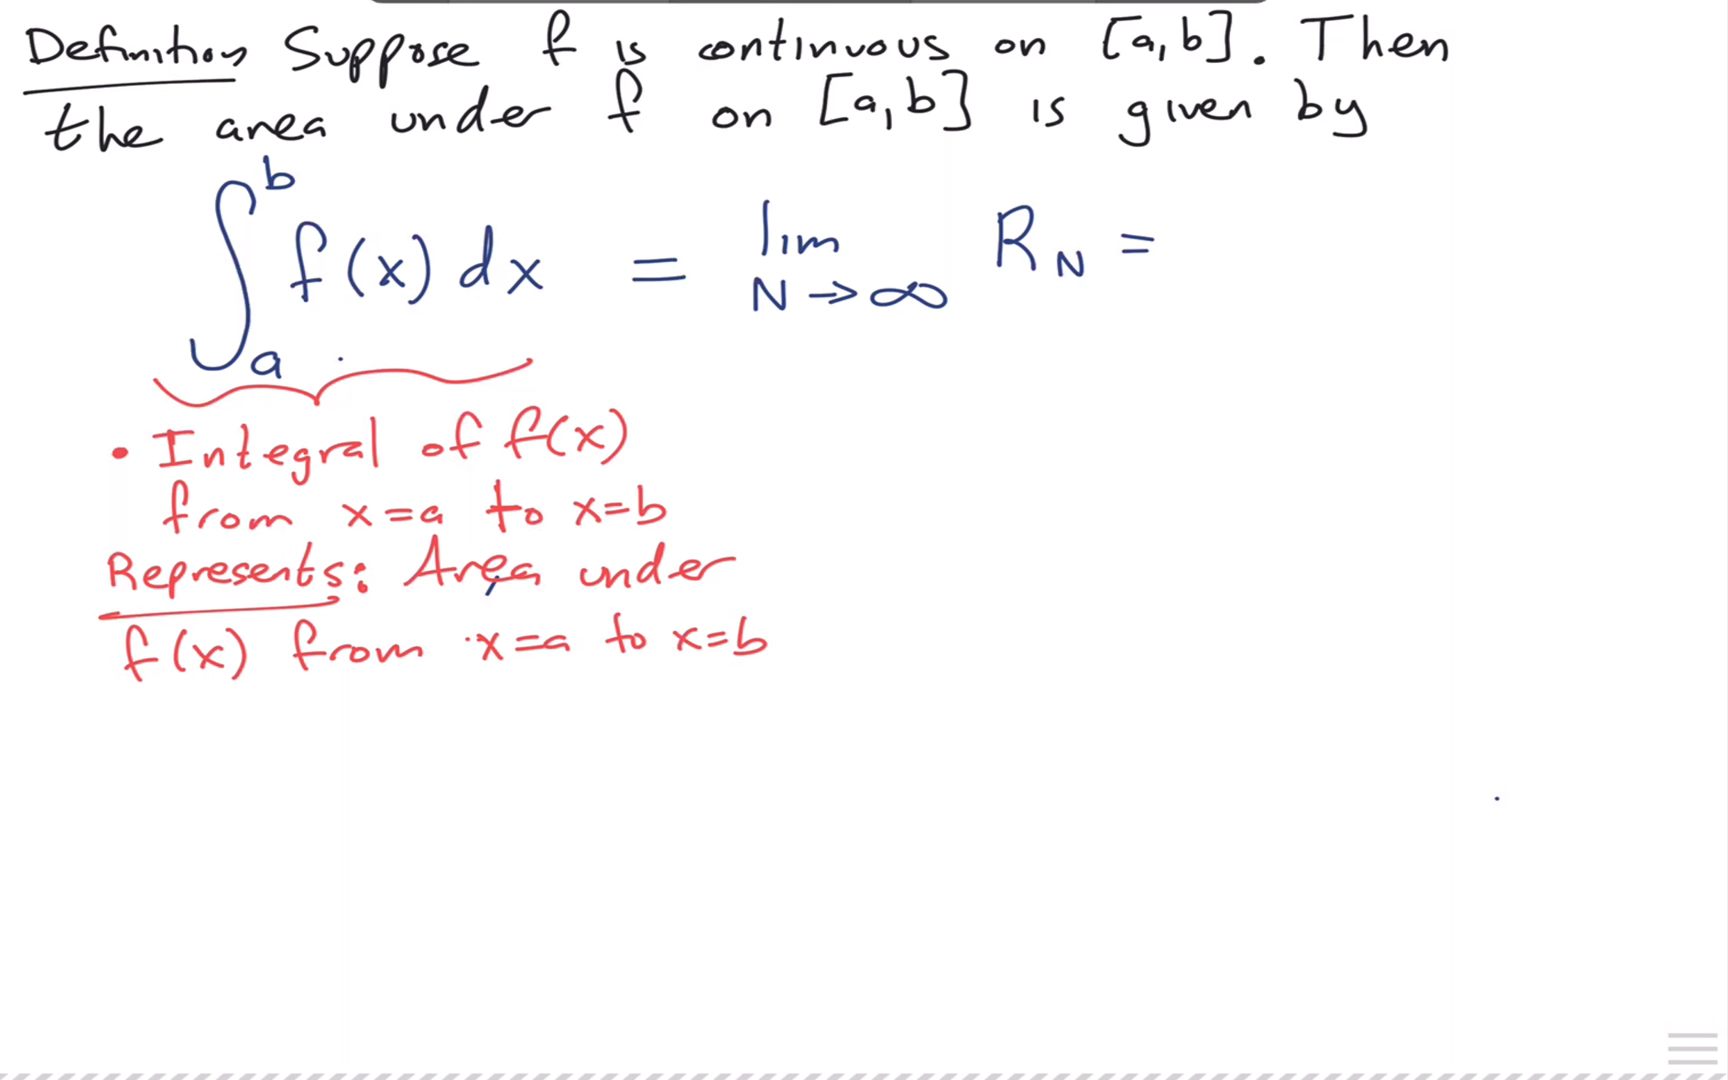 Definition Suppose f is continuous on [a,b]. Then
the area under f on [a,b] is given by
∫_a^b f(x) dx = lim_{N→∞} R_N =
• Integral of f(x)
from x=a to x=b
Represents: Area under
f(x) from x=a to x=b